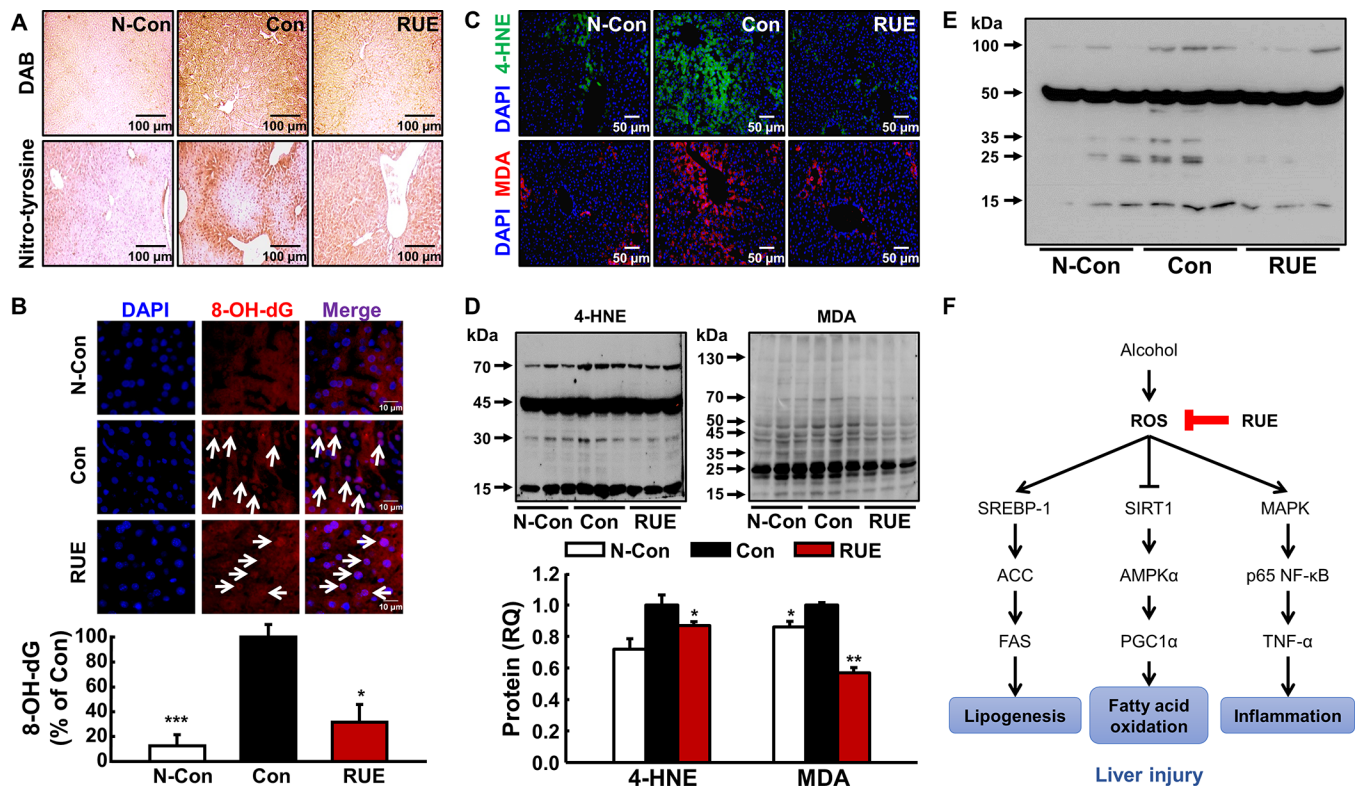 A
N-Con
Con
RUE
DAB
100 µm
100 µm
100 µm
Nitro-tyrosine
100 µm
100 µm
100 µm
B
DAPI
8-OH-dG
Merge
N-Con
10 µm
Con
10 µm
RUE
10 µm
8-OH-dG
(% of Con)
100
80
60
40
20
0
***
*
N-Con
Con
RUE
C
N-Con
Con
RUE
DAPI 4-HNE
50 µm
50 µm
50 µm
DAPI MDA
50 µm
50 µm
50 µm
D
4-HNE
kDa
70
45
30
15
N-Con
Con
RUE
MDA
kDa
130
70
50
45
35
25
15
N-Con
Con
RUE
N-Con
Con
RUE
Protein (RQ)
1.2
1.0
0.8
0.6
0.4
0.2
0.0
*
*
**
4-HNE
MDA
E
kDa
100
50
35
25
15
N-Con
Con
RUE
F
Alcohol
ROS
RUE
SREBP-1
SIRT1
MAPK
ACC
AMPKα
p65 NF-κB
FAS
PGC1α
TNF-α
Lipogenesis
Fatty acid
oxidation
Inflammation
Liver injury